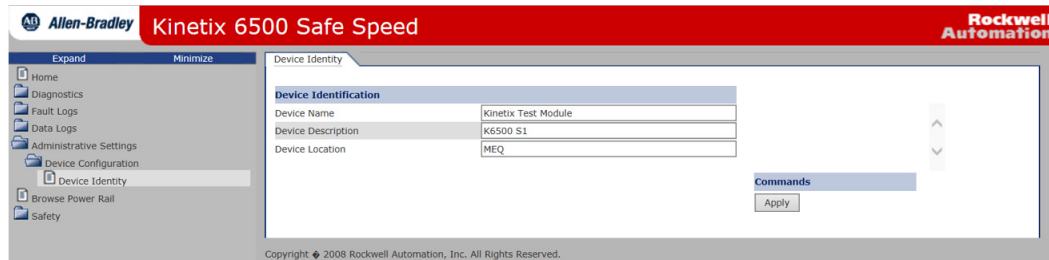 AB Allen-Bradley
Kinetix 6500 Safe Speed
Rockwell
Automation
Expand Minimize
Home
Diagnostics
Fault Logs
Data Logs
Administrative Settings
Device Configuration
Device Identity
Browse Power Rail
Safety
Device Identity
Device Identification
Device Name Kinetix Test Module
Device Description K6500 S1
Device Location MEQ
Commands
Apply
Copyright � 2008 Rockwell Automation, Inc. All Rights Reserved.